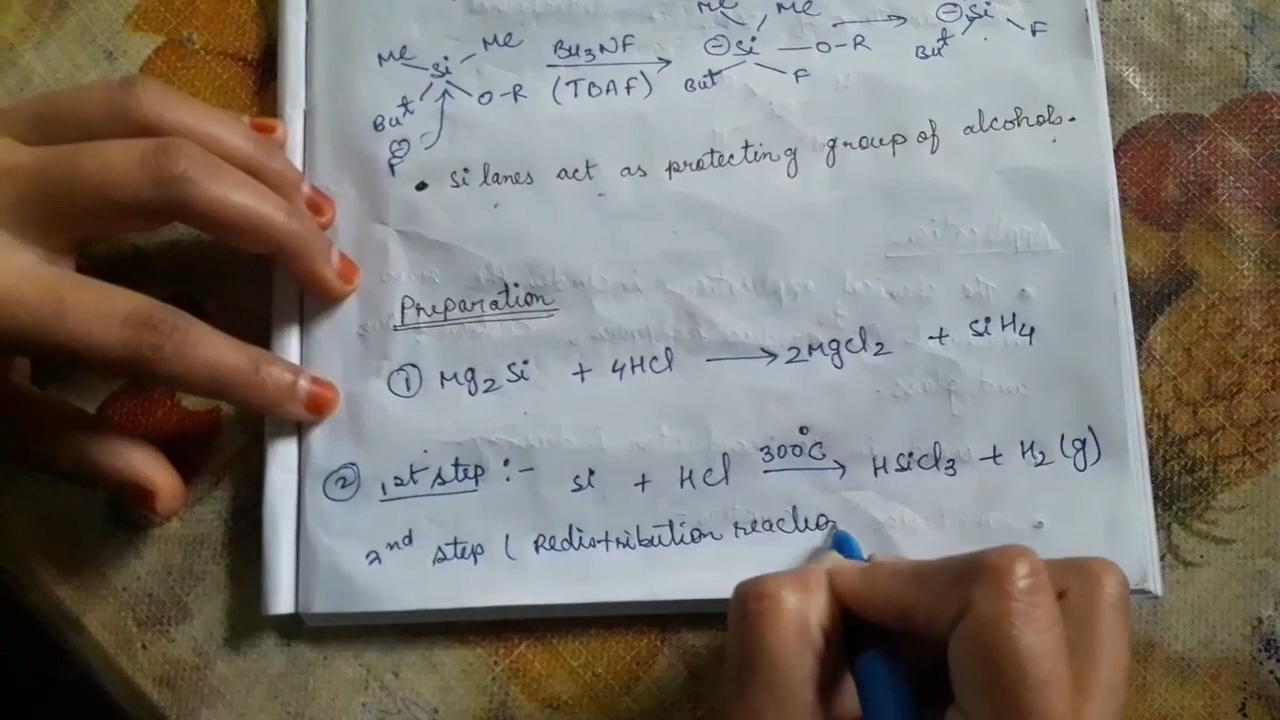 Me Me
⊖Si F
Me Me Bu₃NF ⊖Si —O-R Buᵗ
Si ⟶
Buᵗ O-R (TBAF) Buᵗ F
⊖
F
• silanes act as protecting group of alcohols.
Preparation
① Mg₂Si + 4HCl ⟶ 2MgCl₂ + SiH₄
② 1st step :- Si + HCl 300°C ⟶ HSiCl₃ + H₂(g)
2nd step ( Redistribution reactio